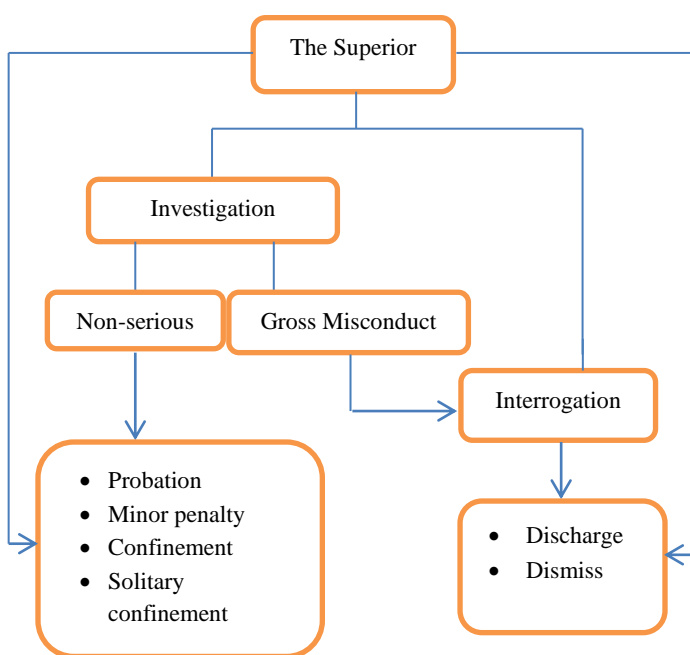 The Superior
Investigation
Non-serious
Gross Misconduct
Interrogation
• Probation
• Minor penalty
• Confinement
• Solitary
confinement
• Discharge
• Dismiss